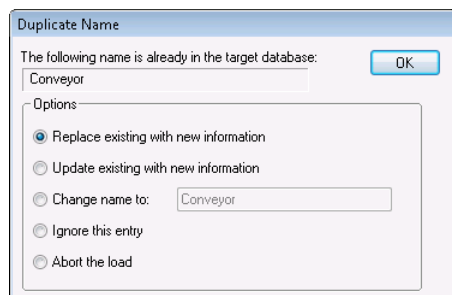 Duplicate Name
The following name is already in the target database:
OK
Conveyor
Options
Replace existing with new information
Update existing with new information
Change name to: Conveyor
Ignore this entry
Abort the load